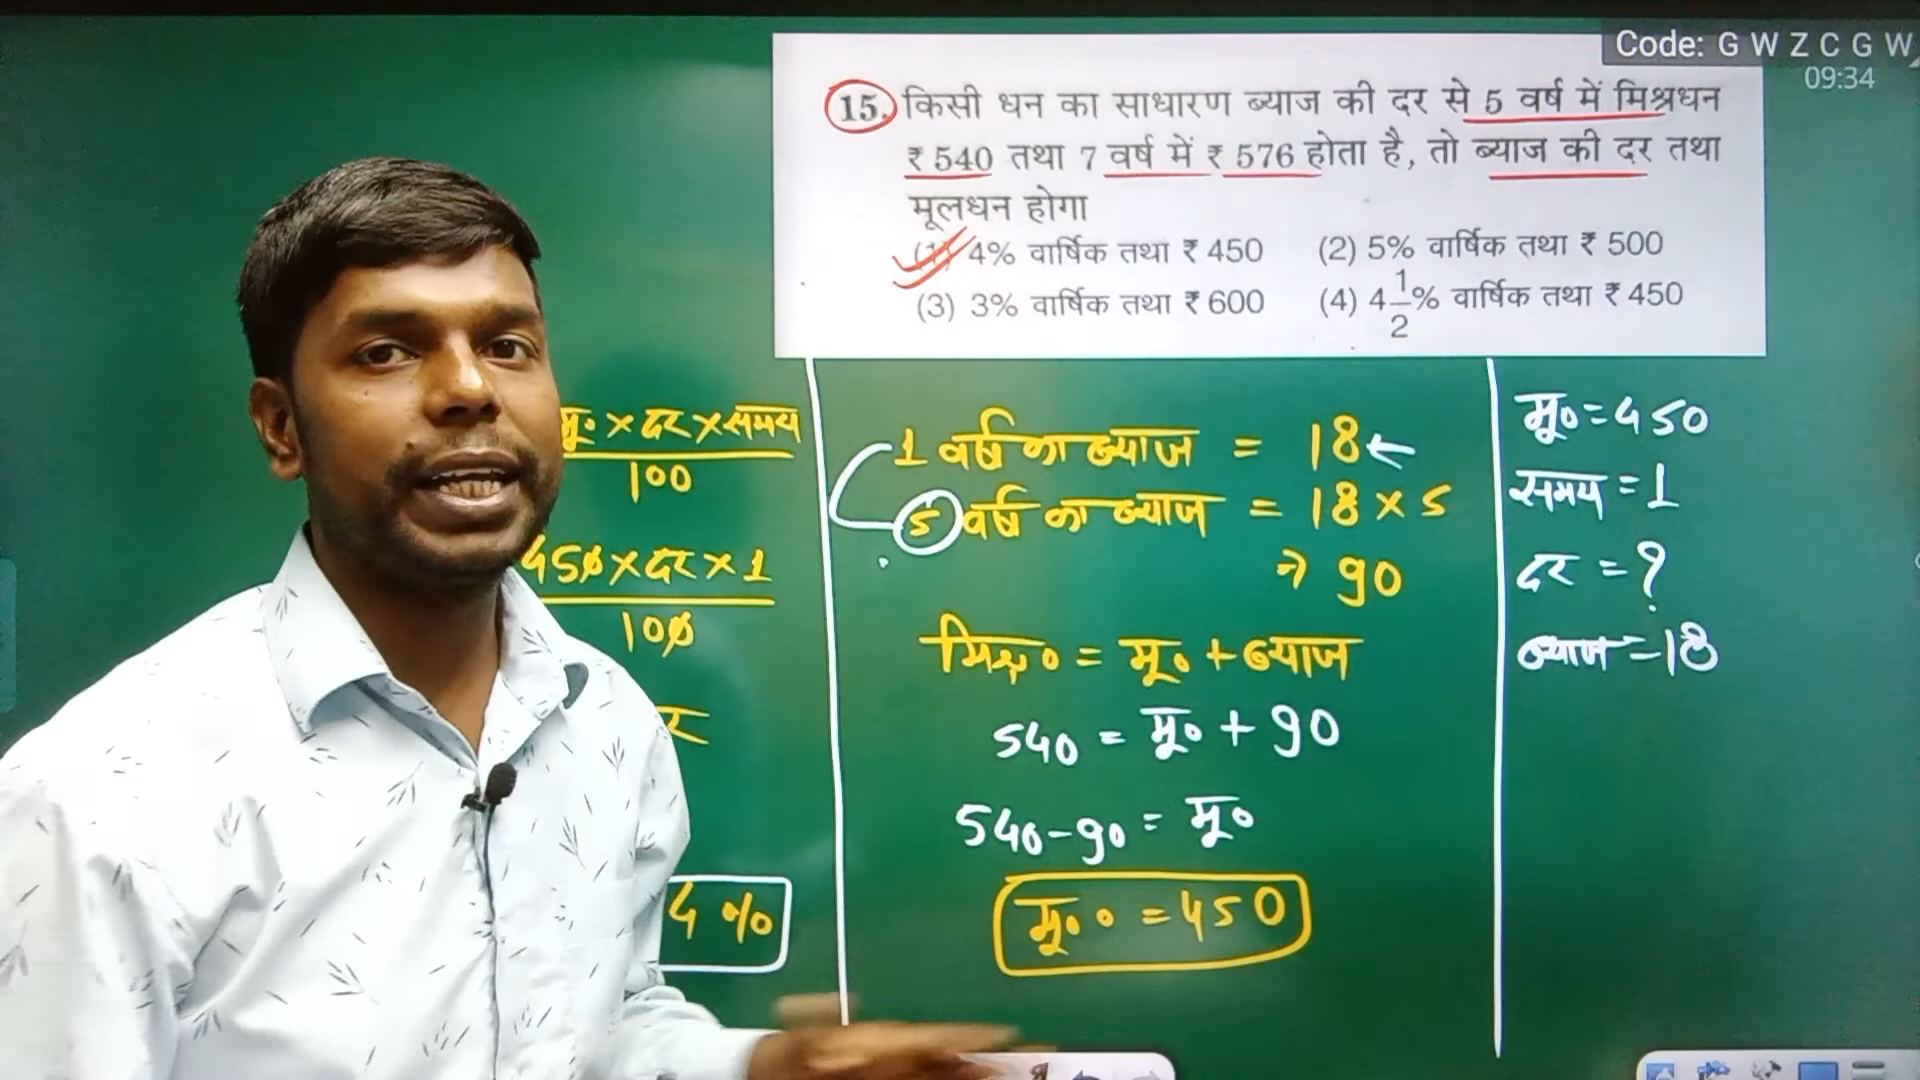 Code: G W Z C G W
09:34
15. किसी धन का साधारण ब्याज की दर से 5 वर्ष में मिश्रधन
₹ 540 तथा 7 वर्ष में ₹ 576 होता है, तो ब्याज की दर तथा
मूलधन होगा
(1) 4% वार्षिक तथा ₹ 450 (2) 5% वार्षिक तथा ₹ 500
(3) 3% वार्षिक तथा ₹ 600 (4) 4 1/2% वार्षिक तथा ₹ 450
मू० × दर × समय
100
450 × दर × 1
100
4 %
1 वर्ष का ब्याज = 18 ←
5 वर्ष का ब्याज = 18 × 5
⇒ 90
मिश्र० = मू० + ब्याज
540 = मू० + 90
540 - 90 = मू०
मू० = 450
मू० = 450
समय = 1
दर = ?
ब्याज = 18